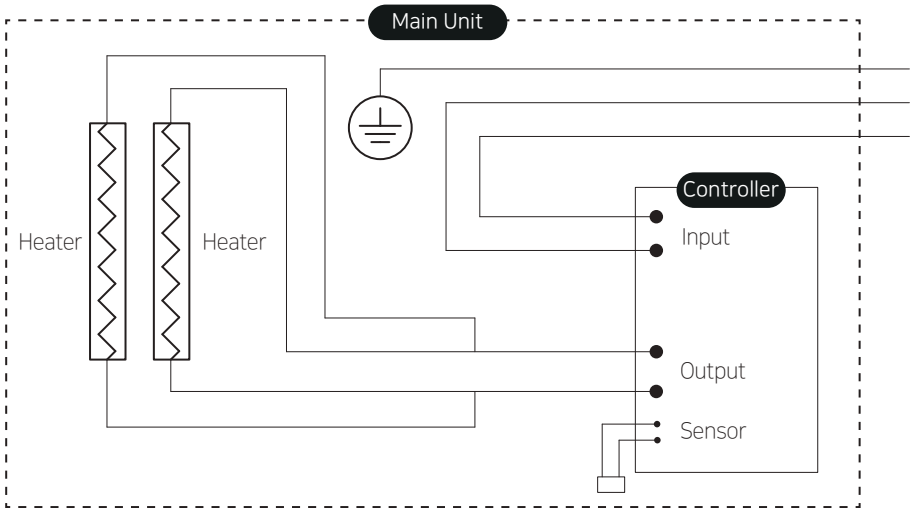 Main Unit
Controller
Input
Heater
Heater
Output
Sensor